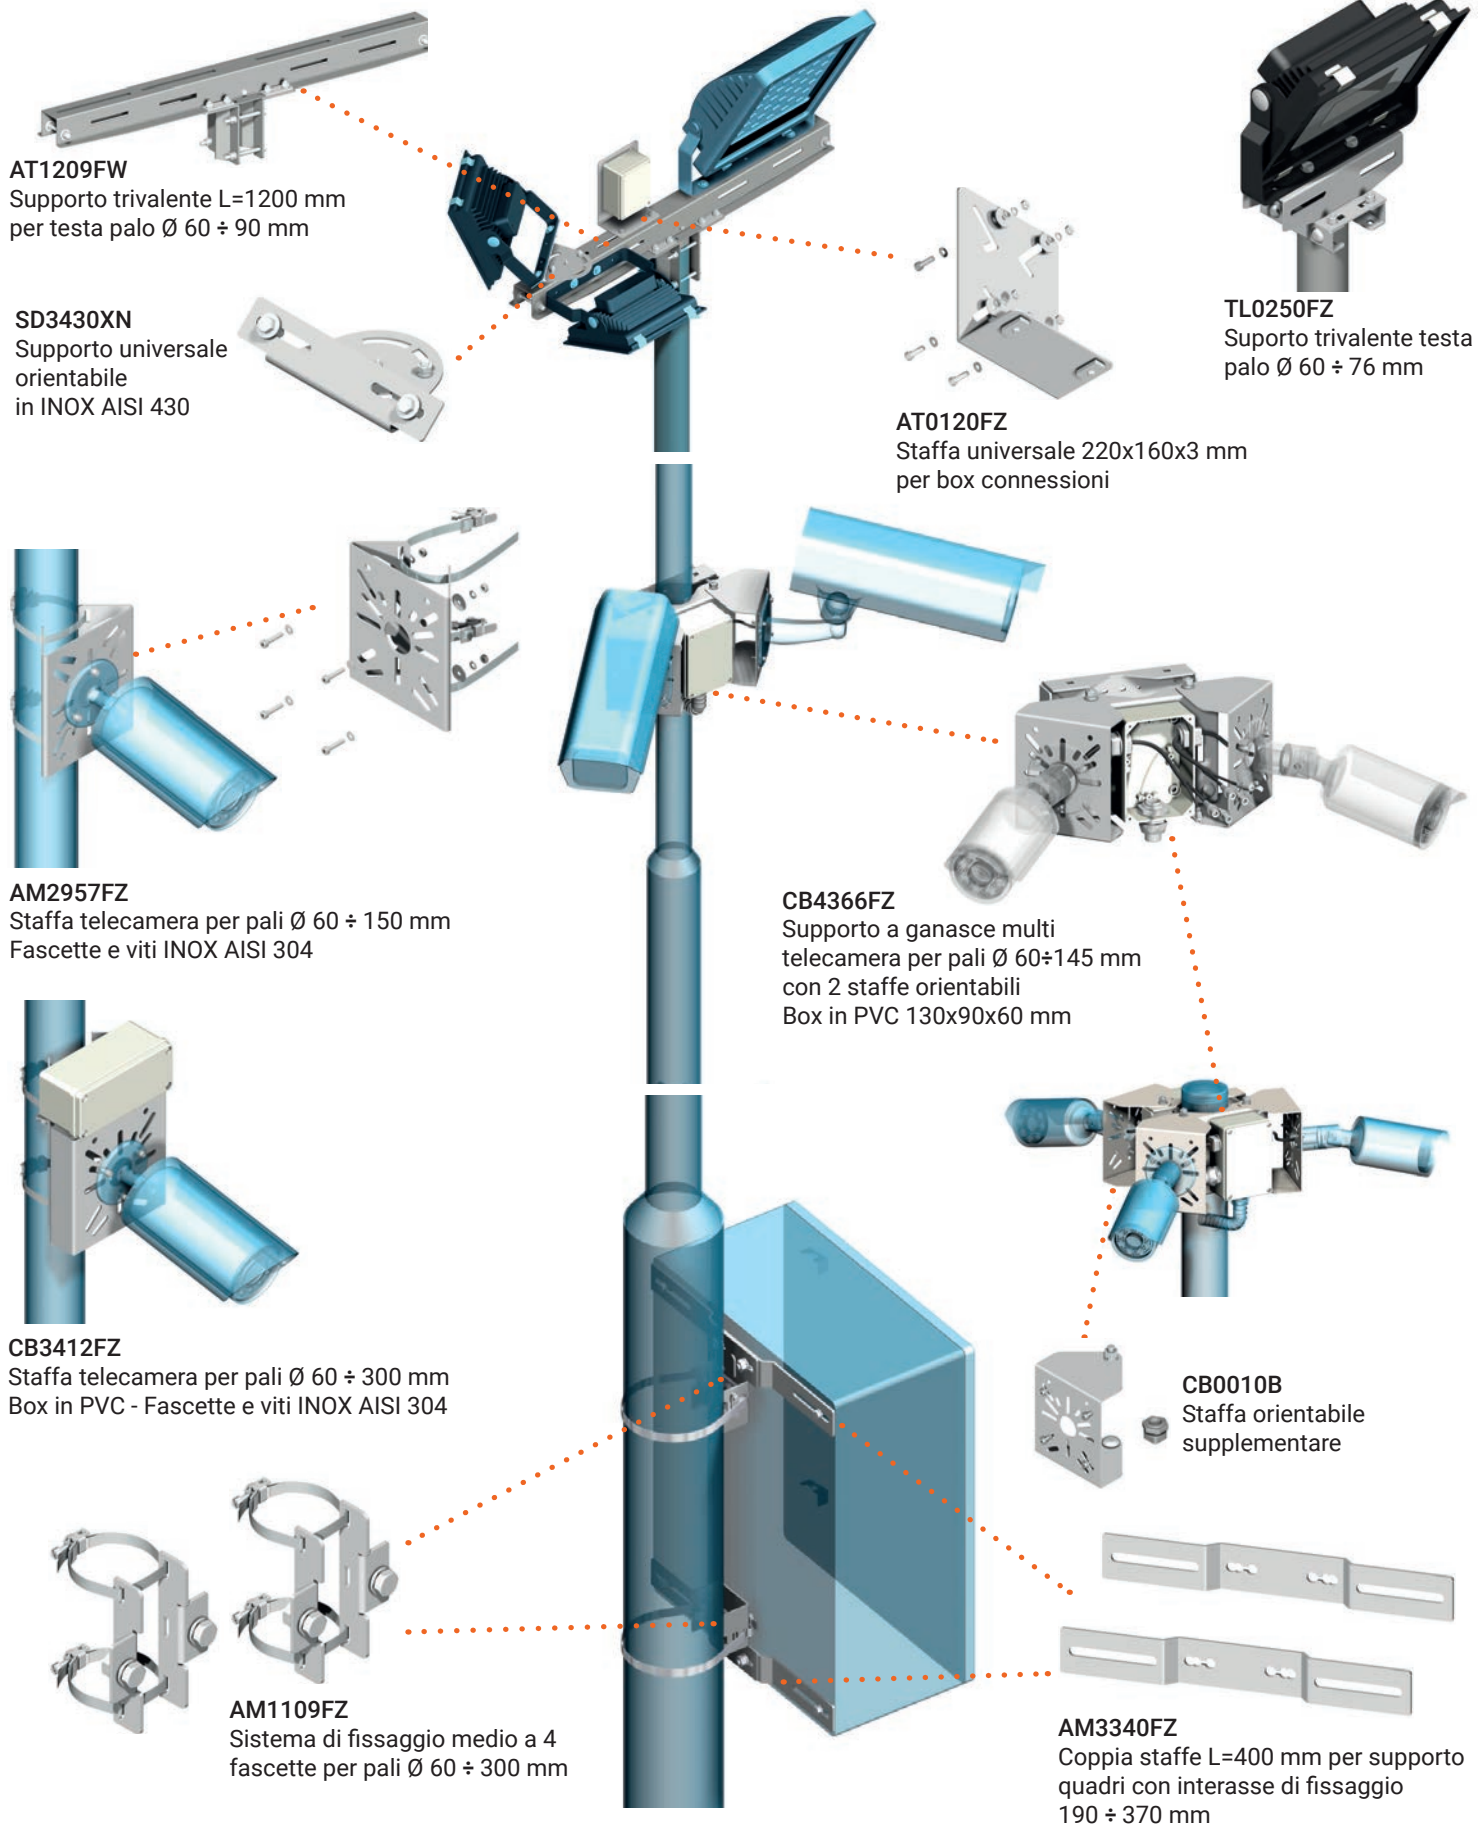 AT1209FW
Supporto trivalente L=1200 mm
per testa palo Ø 60 ÷ 90 mm
SD3430XN
Supporto universale
orientabile
in INOX AISI 430
TL0250FZ
Suporto trivalente testa
palo Ø 60 ÷ 76 mm
AT0120FZ
Staffa universale 220x160x3 mm
per box connessioni
AM2957FZ
Staffa telecamera per pali Ø 60 ÷ 150 mm
Fascette e viti INOX AISI 304
CB4366FZ
Supporto a ganasce multi
telecamera per pali Ø 60÷145 mm
con 2 staffe orientabili
Box in PVC 130x90x60 mm
CB3412FZ
Staffa telecamera per pali Ø 60 ÷ 300 mm
Box in PVC - Fascette e viti INOX AISI 304
CB0010B
Staffa orientabile
supplementare
AM1109FZ
Sistema di fissaggio medio a 4
fascette per pali Ø 60 ÷ 300 mm
AM3340FZ
Coppia staffe L=400 mm per supporto
quadri con interasse di fissaggio
190 ÷ 370 mm